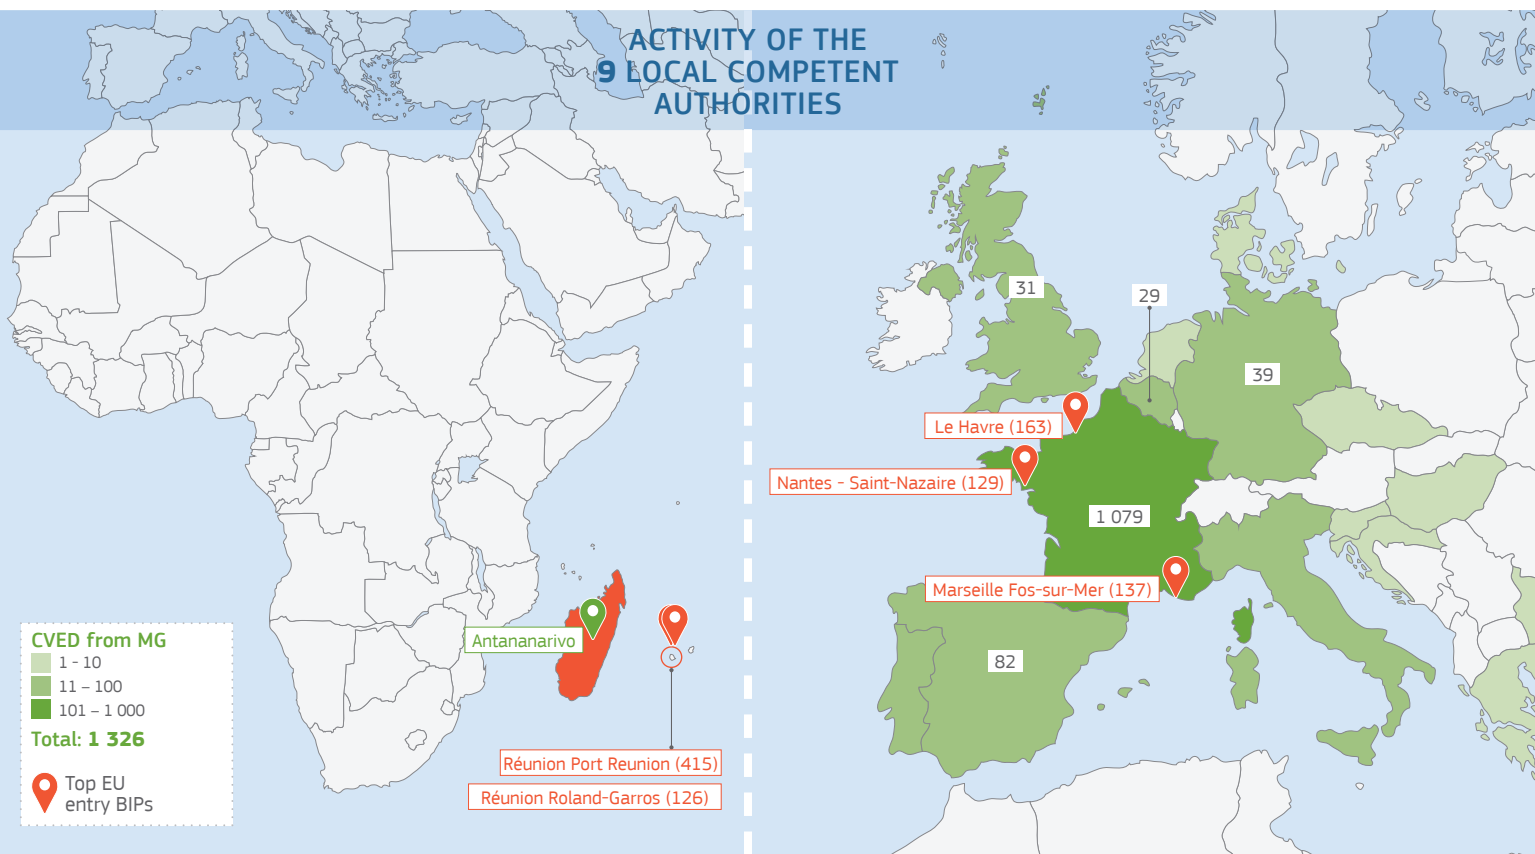 ACTIVITY OF THE
9 LOCAL COMPETENT
AUTHORITIES
31
29
39
Le Havre (163)
Nantes - Saint-Nazaire (129)
1 079
Marseille Fos-sur-Mer (137)
82
Antananarivo
CVED from MG
1 - 10
11 – 100
101 – 1 000
Total: 1 326
Top EU
entry BIPs
Réunion Port Reunion (415)
Réunion Roland-Garros (126)